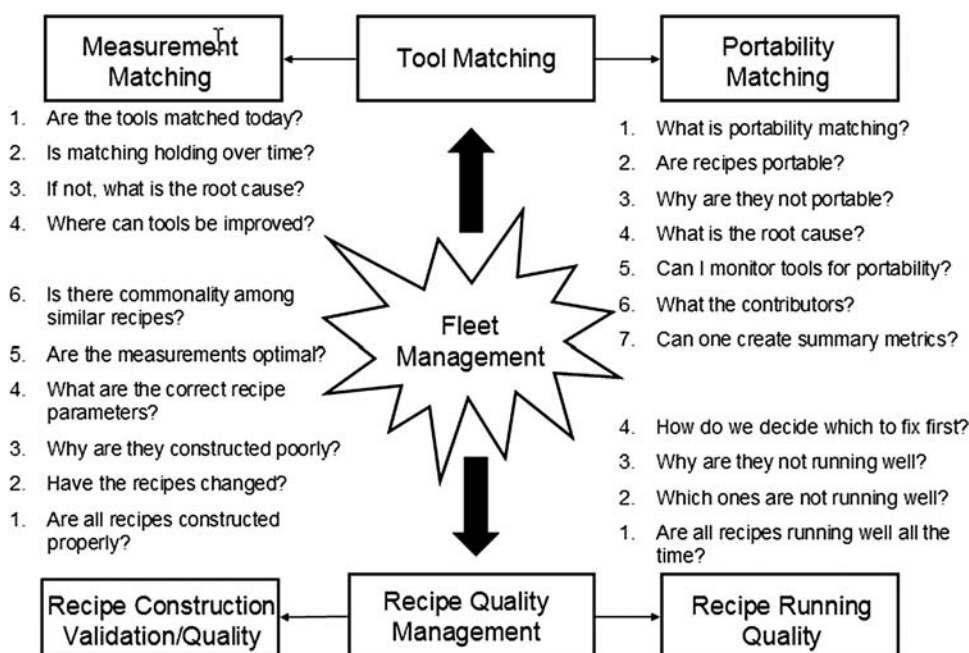 Measurement
Matching
Tool Matching
Portability
Matching
1. Are the tools matched today?
2. Is matching holding over time?
3. If not, what is the root cause?
4. Where can tools be improved?
1. What is portability matching?
2. Are recipes portable?
3. Why are they not portable?
4. What is the root cause?
5. Can I monitor tools for portability?
6. What the contributors?
7. Can one create summary metrics?
Fleet
Management
6. Is there commonality among
similar recipes?
5. Are the measurements optimal?
4. What are the correct recipe
parameters?
3. Why are they constructed poorly?
2. Have the recipes changed?
1. Are all recipes constructed
properly?
4. How do we decide which to fix first?
3. Why are they not running well?
2. Which ones are not running well?
1. Are all recipes running well all the
time?
Recipe Construction
Validation/Quality
Recipe Quality
Management
Recipe Running
Quality